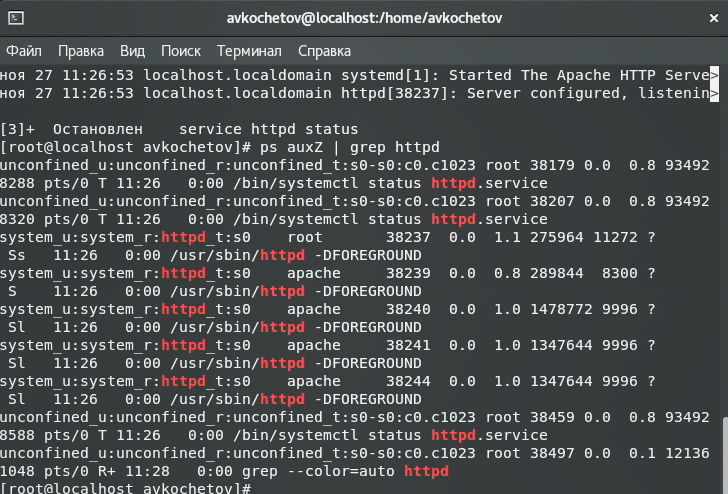 avkochetov@localhost:/home/avkochetov
Файл Правка Вид Поиск Терминал Справка
ноя 27 11:26:53 localhost.localdomain systemd[1]: Started The Apache HTTP Serve>
ноя 27 11:26:53 localhost.localdomain httpd[38237]: Server configured, listenin>
[3]+  Остановлен    service httpd status
[root@localhost avkochetov]# ps auxZ | grep httpd
unconfined_u:unconfined_r:unconfined_t:s0-s0:c0.c1023 root 38179 0.0  0.8 93492
8288 pts/0 T 11:26   0:00 /bin/systemctl status httpd.service
unconfined_u:unconfined_r:unconfined_t:s0-s0:c0.c1023 root 38207 0.0  0.8 93492
8320 pts/0 T 11:26   0:00 /bin/systemctl status httpd.service
system_u:system_r:httpd_t:s0    root       38237  0.0  1.1 275964 11272 ?
 Ss   11:26   0:00 /usr/sbin/httpd -DFOREGROUND
system_u:system_r:httpd_t:s0    apache     38239  0.0  0.8 289844  8300 ?
 S    11:26   0:00 /usr/sbin/httpd -DFOREGROUND
system_u:system_r:httpd_t:s0    apache     38240  0.0  1.0 1478772 9996 ?
 Sl   11:26   0:00 /usr/sbin/httpd -DFOREGROUND
system_u:system_r:httpd_t:s0    apache     38241  0.0  1.0 1347644 9996 ?
 Sl   11:26   0:00 /usr/sbin/httpd -DFOREGROUND
system_u:system_r:httpd_t:s0    apache     38244  0.0  1.0 1347644 9996 ?
 Sl   11:26   0:00 /usr/sbin/httpd -DFOREGROUND
unconfined_u:unconfined_r:unconfined_t:s0-s0:c0.c1023 root 38459 0.0  0.8 93492
8588 pts/0 T 11:26   0:00 /bin/systemctl status httpd.service
unconfined_u:unconfined_r:unconfined_t:s0-s0:c0.c1023 root 38497 0.0  0.1 12136
1048 pts/0 R+ 11:28   0:00 grep --color=auto httpd
[root@localhost avkochetov]#